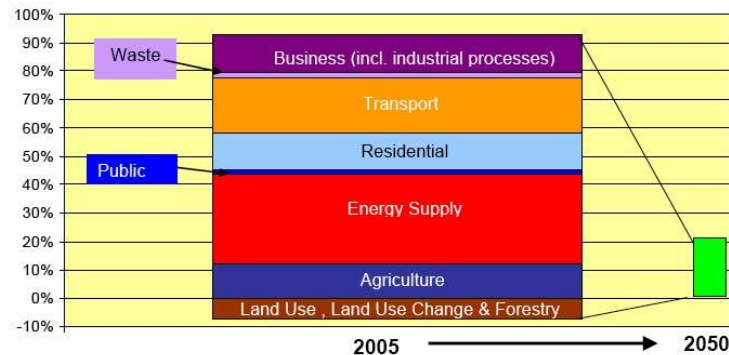 100%
90%
80%
70%
60%
50%
40%
30%
20%
10%
0%
-10%
Waste
Public
Business (incl. industrial processes)
Transport
Residential
Energy Supply
Agriculture
Land Use , Land Use Change & Forestry
2005
2050